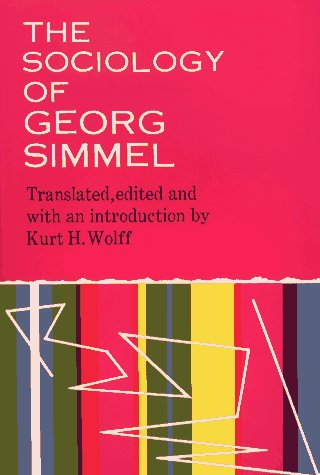 THE
SOCIOLOGY
OF
GEORG
SIMMEL
Translated, edited and
with an introduction by
Kurt H. Wolff